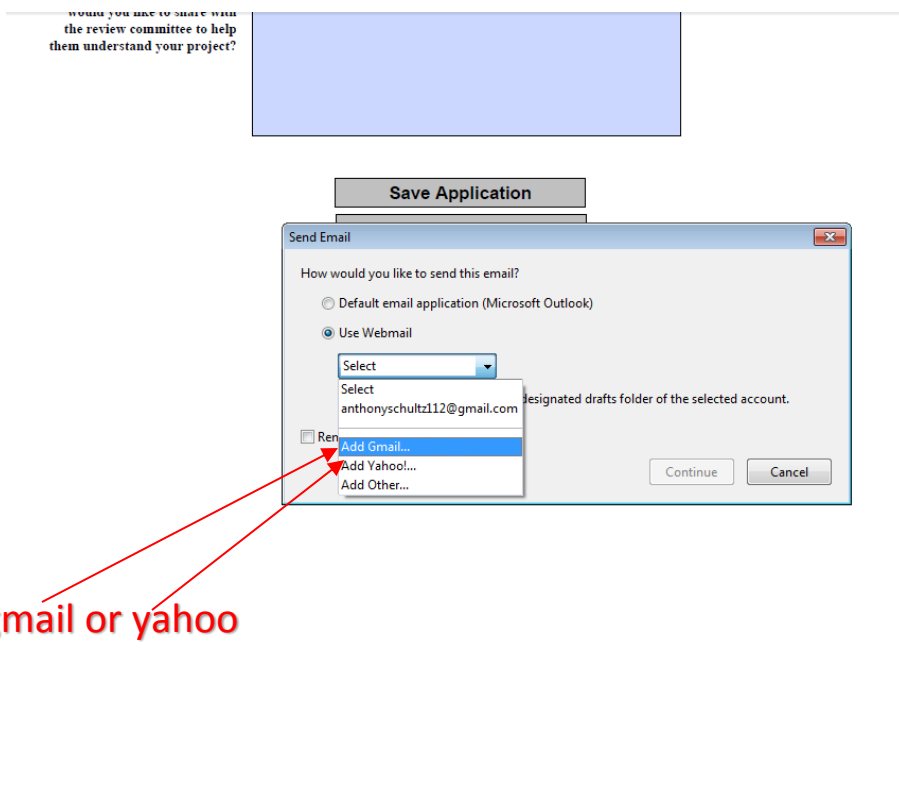 would you like to share with
the review committee to help
them understand your project?
Save Application
Send Email
How would you like to send this email?
Default email application (Microsoft Outlook)
Use Webmail
Select
Select
anthonyschultz112@gmail.com
designated drafts folder of the selected account.
Add Gmail...
Add Yahoo!...
Add Other...
Continue
Cancel
gmail or yahoo